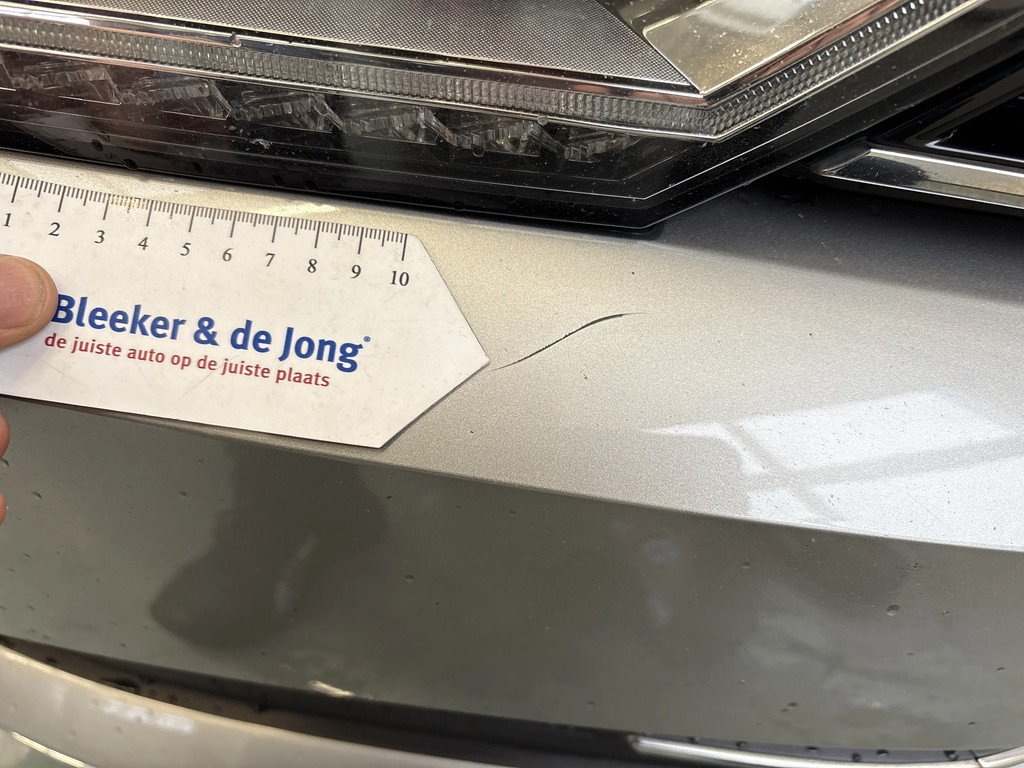 1 2 3 4 5 6 7 8 9 10
Bleeker & de Jong®
de juiste auto op de juiste plaats